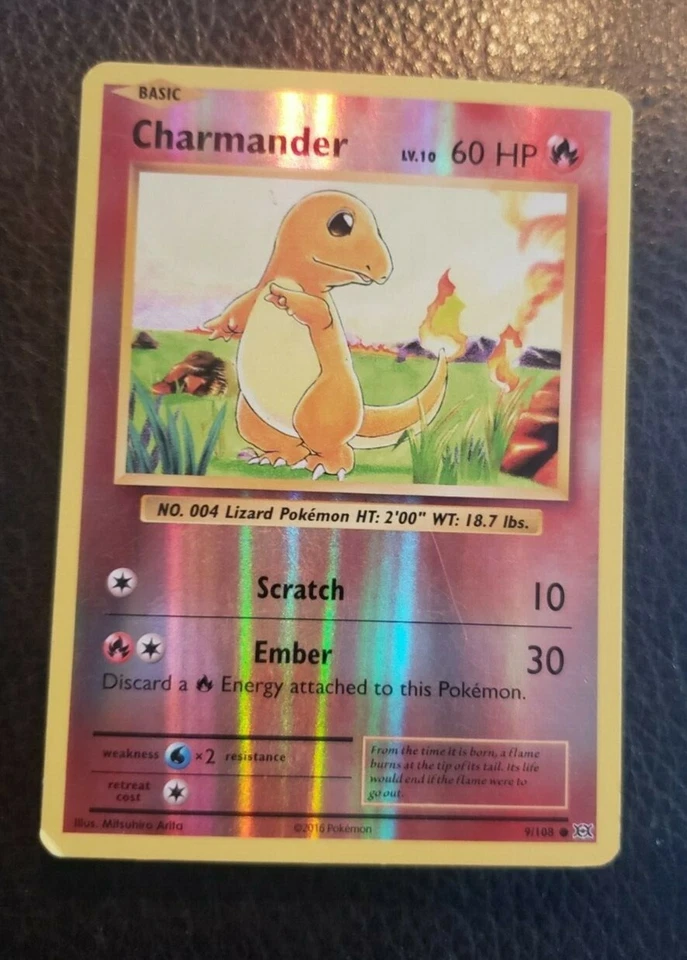 BASIC
Charmander LV.10 60 HP
NO. 004 Lizard Pokémon HT: 2'00" WT: 18.7 lbs.
Scratch 10
Ember 30
Discard a Energy attached to this Pokémon.
weakness ×2 resistance
retreat
cost
From the time it is born, a flame
burns at the tip of its tail. Its life
would end if the flame were to
go out.
Illus. Mitsuhiro Arita ©2016 Pokémon 9/108